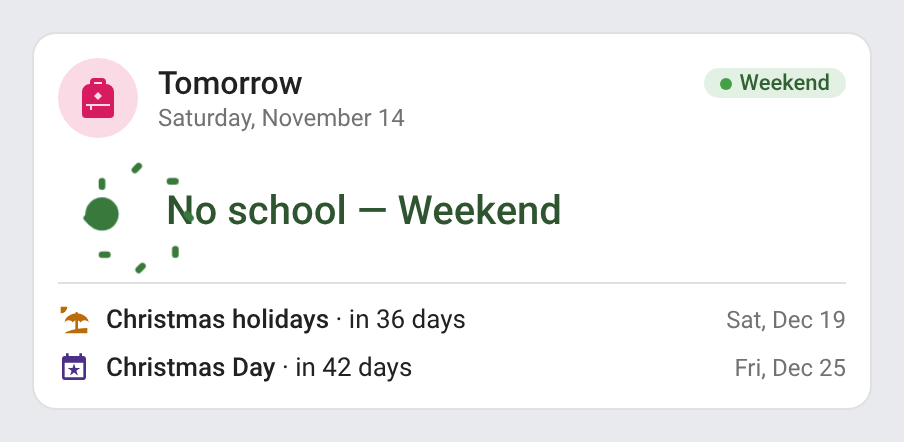 Tomorrow
Saturday, November 14
Weekend
No school — Weekend
Christmas holidays · in 36 days
Sat, Dec 19
Christmas Day · in 42 days
Fri, Dec 25